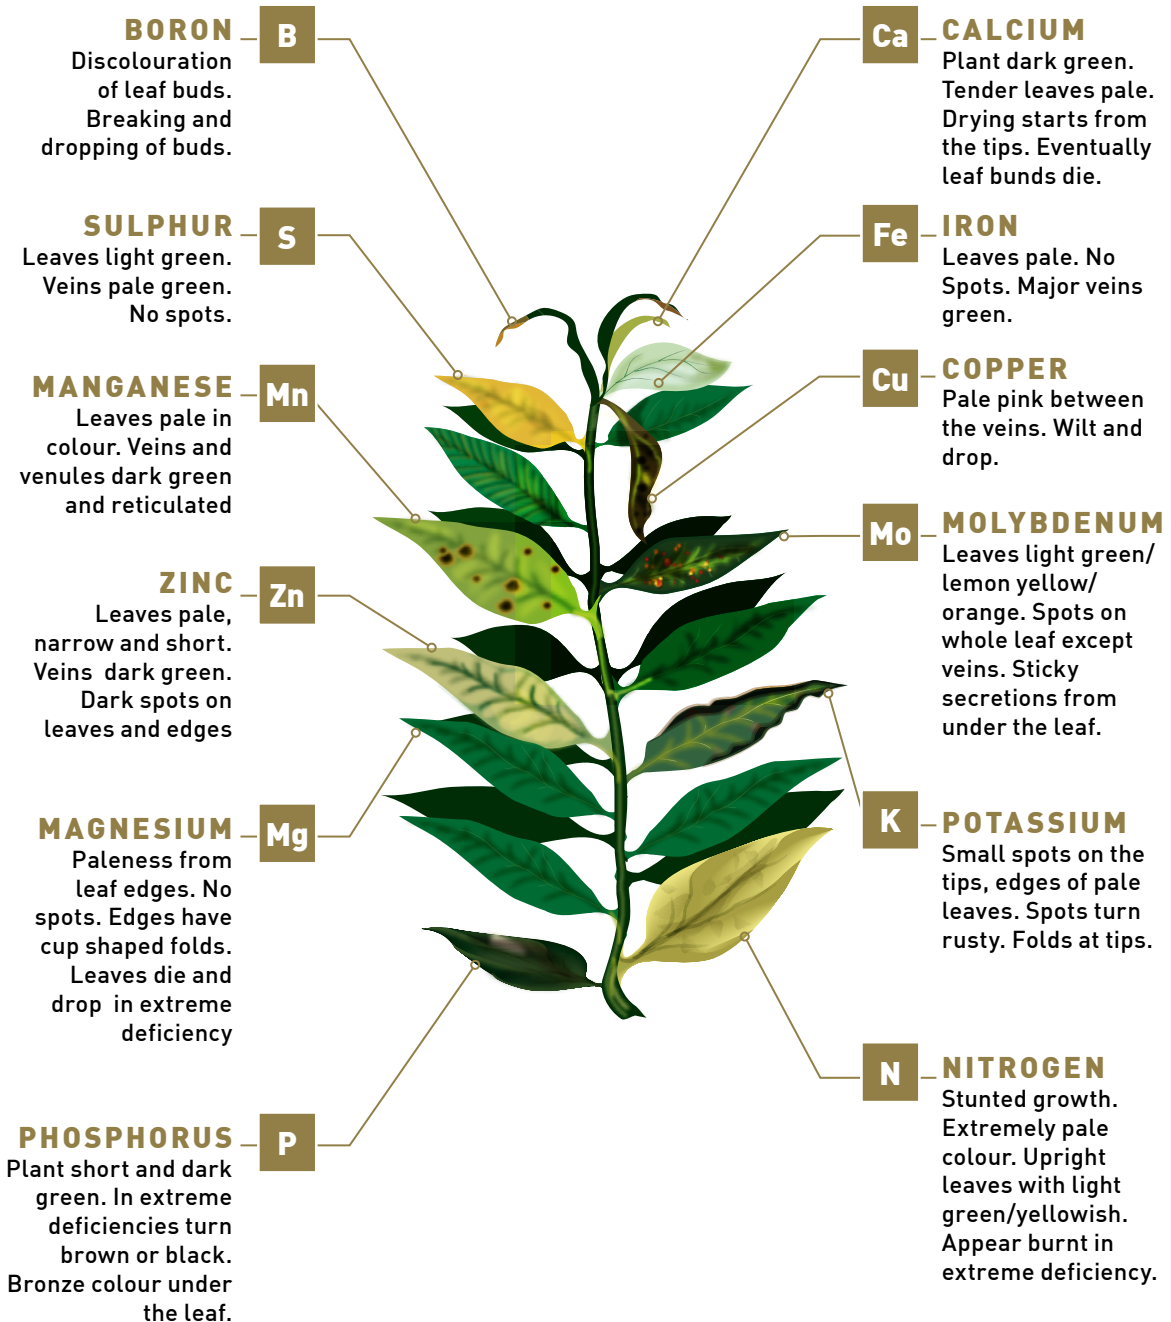 BORON
B
Discolouration
of leaf buds.
Breaking and
dropping of buds.
SULPHUR
S
Leaves light green.
Veins pale green.
No spots.
MANGANESE
Mn
Leaves pale in
colour. Veins and
venules dark green
and reticulated
ZINC
Zn
Leaves pale,
narrow and short.
Veins dark green.
Dark spots on
leaves and edges
MAGNESIUM
Mg
Paleness from
leaf edges. No
spots. Edges have
cup shaped folds.
Leaves die and
drop in extreme
deficiency
PHOSPHORUS
P
Plant short and dark
green. In extreme
deficiencies turn
brown or black.
Bronze colour under
the leaf.
Ca
CALCIUM
Plant dark green.
Tender leaves pale.
Drying starts from
the tips. Eventually
leaf bunds die.
Fe
IRON
Leaves pale. No
Spots. Major veins
green.
Cu
COPPER
Pale pink between
the veins. Wilt and
drop.
Mo
MOLYBDENUM
Leaves light green/
lemon yellow/
orange. Spots on
whole leaf except
veins. Sticky
secretions from
under the leaf.
K
POTASSIUM
Small spots on the
tips, edges of pale
leaves. Spots turn
rusty. Folds at tips.
N
NITROGEN
Stunted growth.
Extremely pale
colour. Upright
leaves with light
green/yellowish.
Appear burnt in
extreme deficiency.